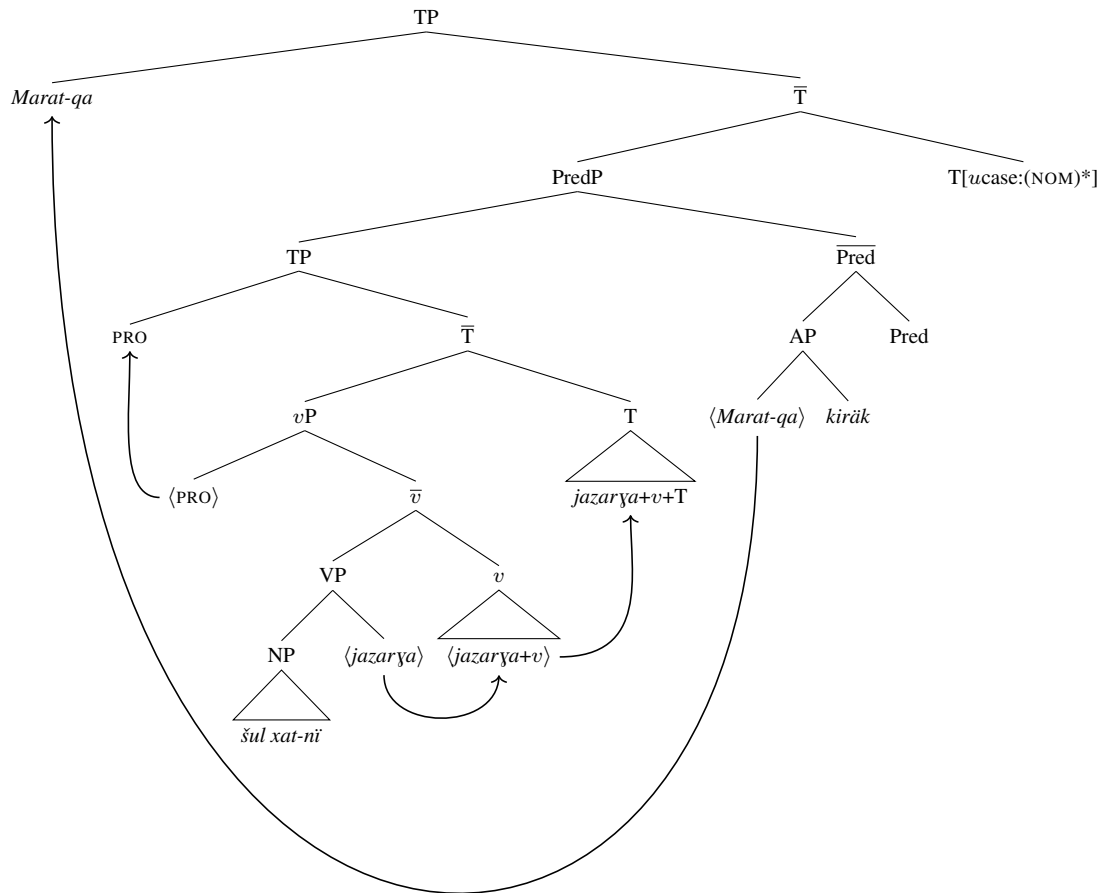 TP
Marat-qa T̅
PredP T[ucase:(NOM)*]
TP P̅r̅e̅d̅
PRO T̅ AP Pred
vP T ⟨Marat-qa⟩ kiräk
⟨PRO⟩ v̅ jazarɣa+v+T
VP v
NP ⟨jazarɣa⟩ ⟨jazarɣa+v⟩
šul xat-nï